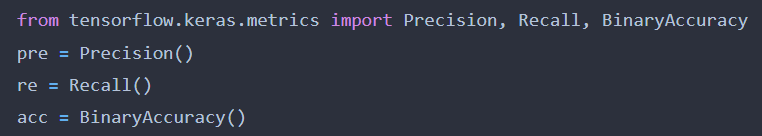 from tensorflow.keras.metrics import Precision, Recall, BinaryAccuracy
pre = Precision()
re = Recall()
acc = BinaryAccuracy()